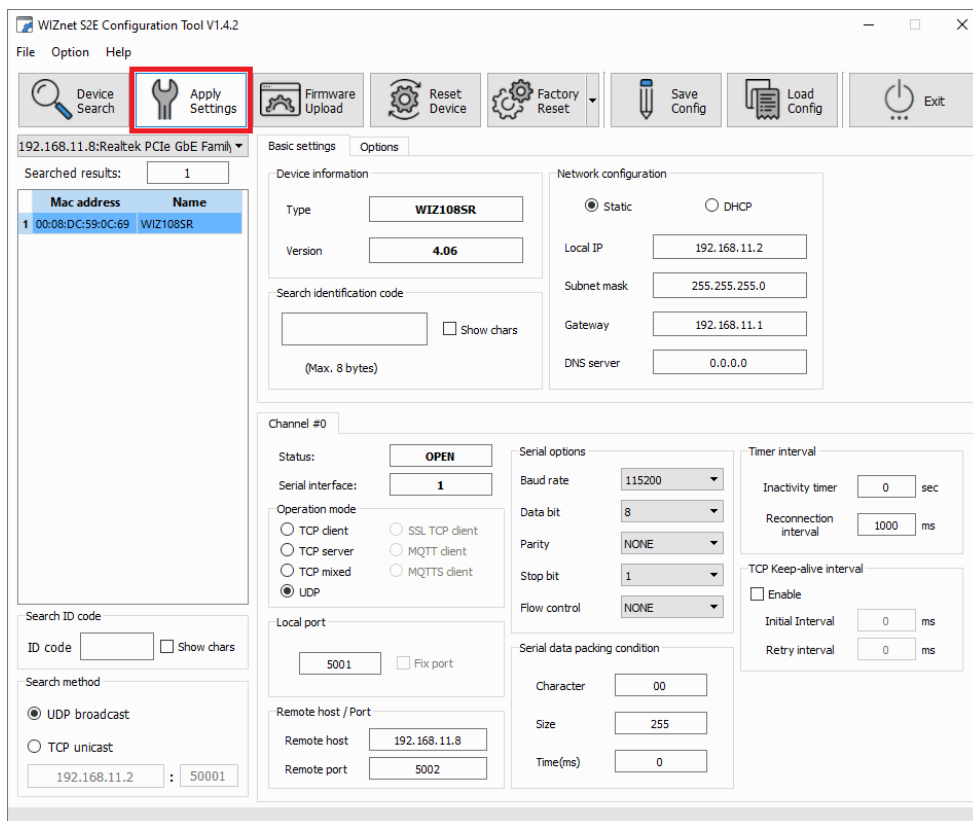 WIZnet S2E Configuration Tool V1.4.2
File Option Help
Device Search
Apply Settings
Firmware Upload
Reset Device
Factory Reset
Save Config
Load Config
Exit
192.168.11.8:Realtek PCIe GbE Family
Searched results: 1
Mac address Name
1 00:08:DC:59:0C:69 WIZ108SR
Search ID code
ID code Show chars
Search method
UDP broadcast
TCP unicast
192.168.11.2 : 50001
Basic settings Options
Device information
Type WIZ108SR
Version 4.06
Search identification code
Show chars
(Max. 8 bytes)
Network configuration
Static DHCP
Local IP 192.168.11.2
Subnet mask 255.255.255.0
Gateway 192.168.11.1
DNS server 0.0.0.0
Channel #0
Status: OPEN
Serial interface: 1
Operation mode
TCP client SSL TCP client
TCP server MQTT client
TCP mixed MQTTS client
UDP
Local port
5001 Fix port
Remote host / Port
Remote host 192.168.11.8
Remote port 5002
Serial options
Baud rate 115200
Data bit 8
Parity NONE
Stop bit 1
Flow control NONE
Serial data packing condition
Character 00
Size 255
Time(ms) 0
Timer interval
Inactivity timer 0 sec
Reconnection interval 1000 ms
TCP Keep-alive interval
Enable
Initial Interval 0 ms
Retry interval 0 ms